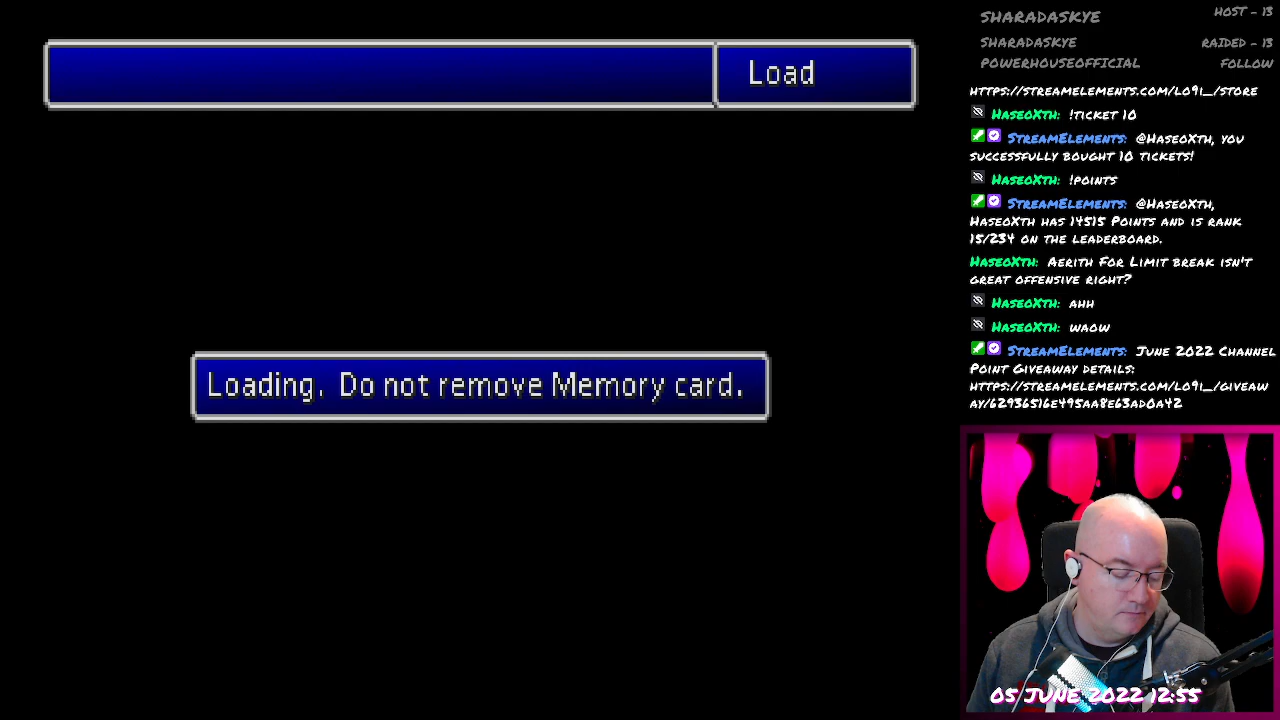 Load
Loading. Do not remove Memory card.
SHARADASKYE HOST - 13
SHARADASKYE RAIDED - 13
POWERHOUSEOFFICIAL FOLLOW
HTTPS://STREAMELEMENTS.COM/LO9I_/STORE
HASEOXTH: !TICKET 10
STREAMELEMENTS: @HASEOXTH, YOU
SUCCESSFULLY BOUGHT 10 TICKETS!
HASEOXTH: !POINTS
STREAMELEMENTS: @HASEOXTH,
HASEOXTH HAS 14515 POINTS AND IS RANK
15/234 ON THE LEADERBOARD.
HASEOXTH: AERITH FOR LIMIT BREAK ISN'T
GREAT OFFENSIVE RIGHT?
HASEOXTH: AHH
HASEOXTH: WAOW
STREAMELEMENTS: JUNE 2022 CHANNEL
POINT GIVEAWAY DETAILS:
HTTPS://STREAMELEMENTS.COM/LO9I_/GIVEAW
AY/62936516E495AA8E63AD0A42
05 JUNE 2022 12:55